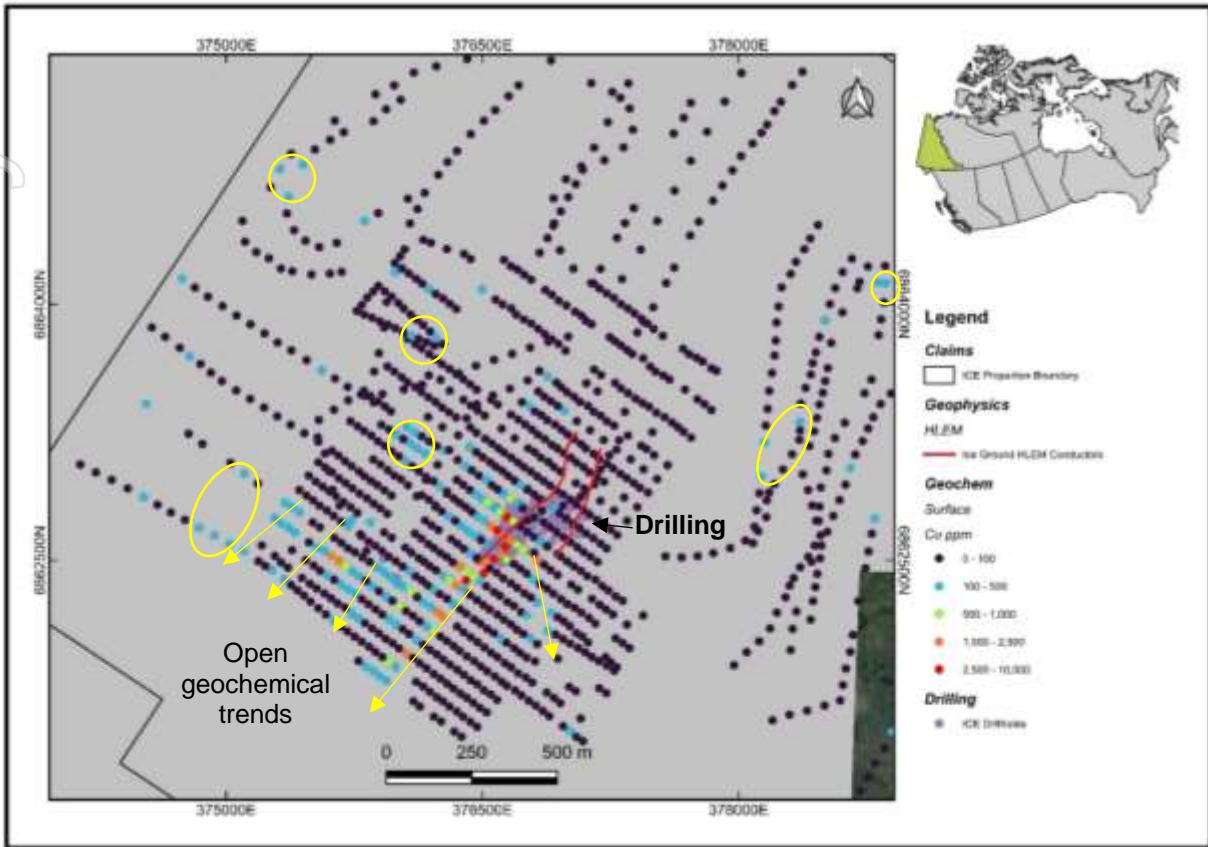 375000E 376500E 378000E
6864000N
6864000N
Legend
Claims
ICE Properties Boundary
Geophysics
HLEM
Ice Ground HLEM Conductors
Geochem
Surface
Cu ppm
0 - 100
100 - 500
500 - 1,000
1,000 - 2,500
2,500 - 10,000
Drilling
ICE Drillholes
Drilling
6862500N
6862500N
Open
geochemical
trends
0 250 500 m
375000E 376500E 378000E